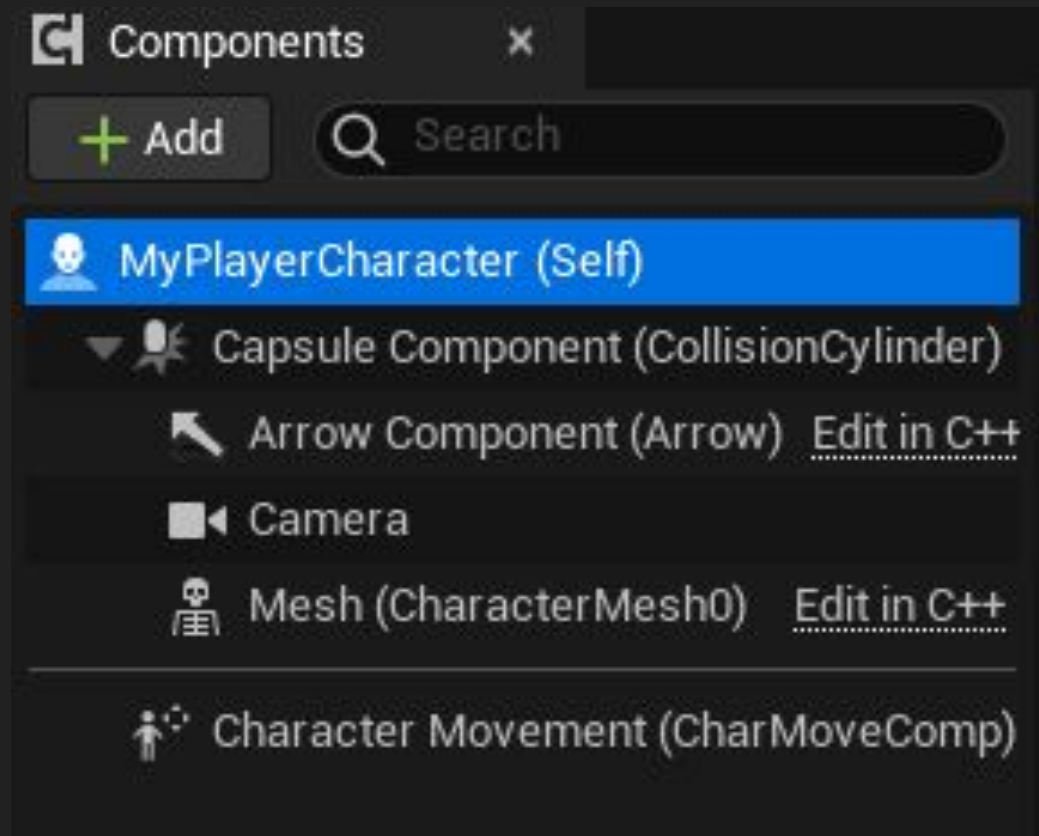 Components
Add
Search
MyPlayerCharacter (Self)
Capsule Component (CollisionCylinder)
Arrow Component (Arrow) Edit in C++
Camera
Mesh (CharacterMesh0) Edit in C++
Character Movement (CharMoveComp)